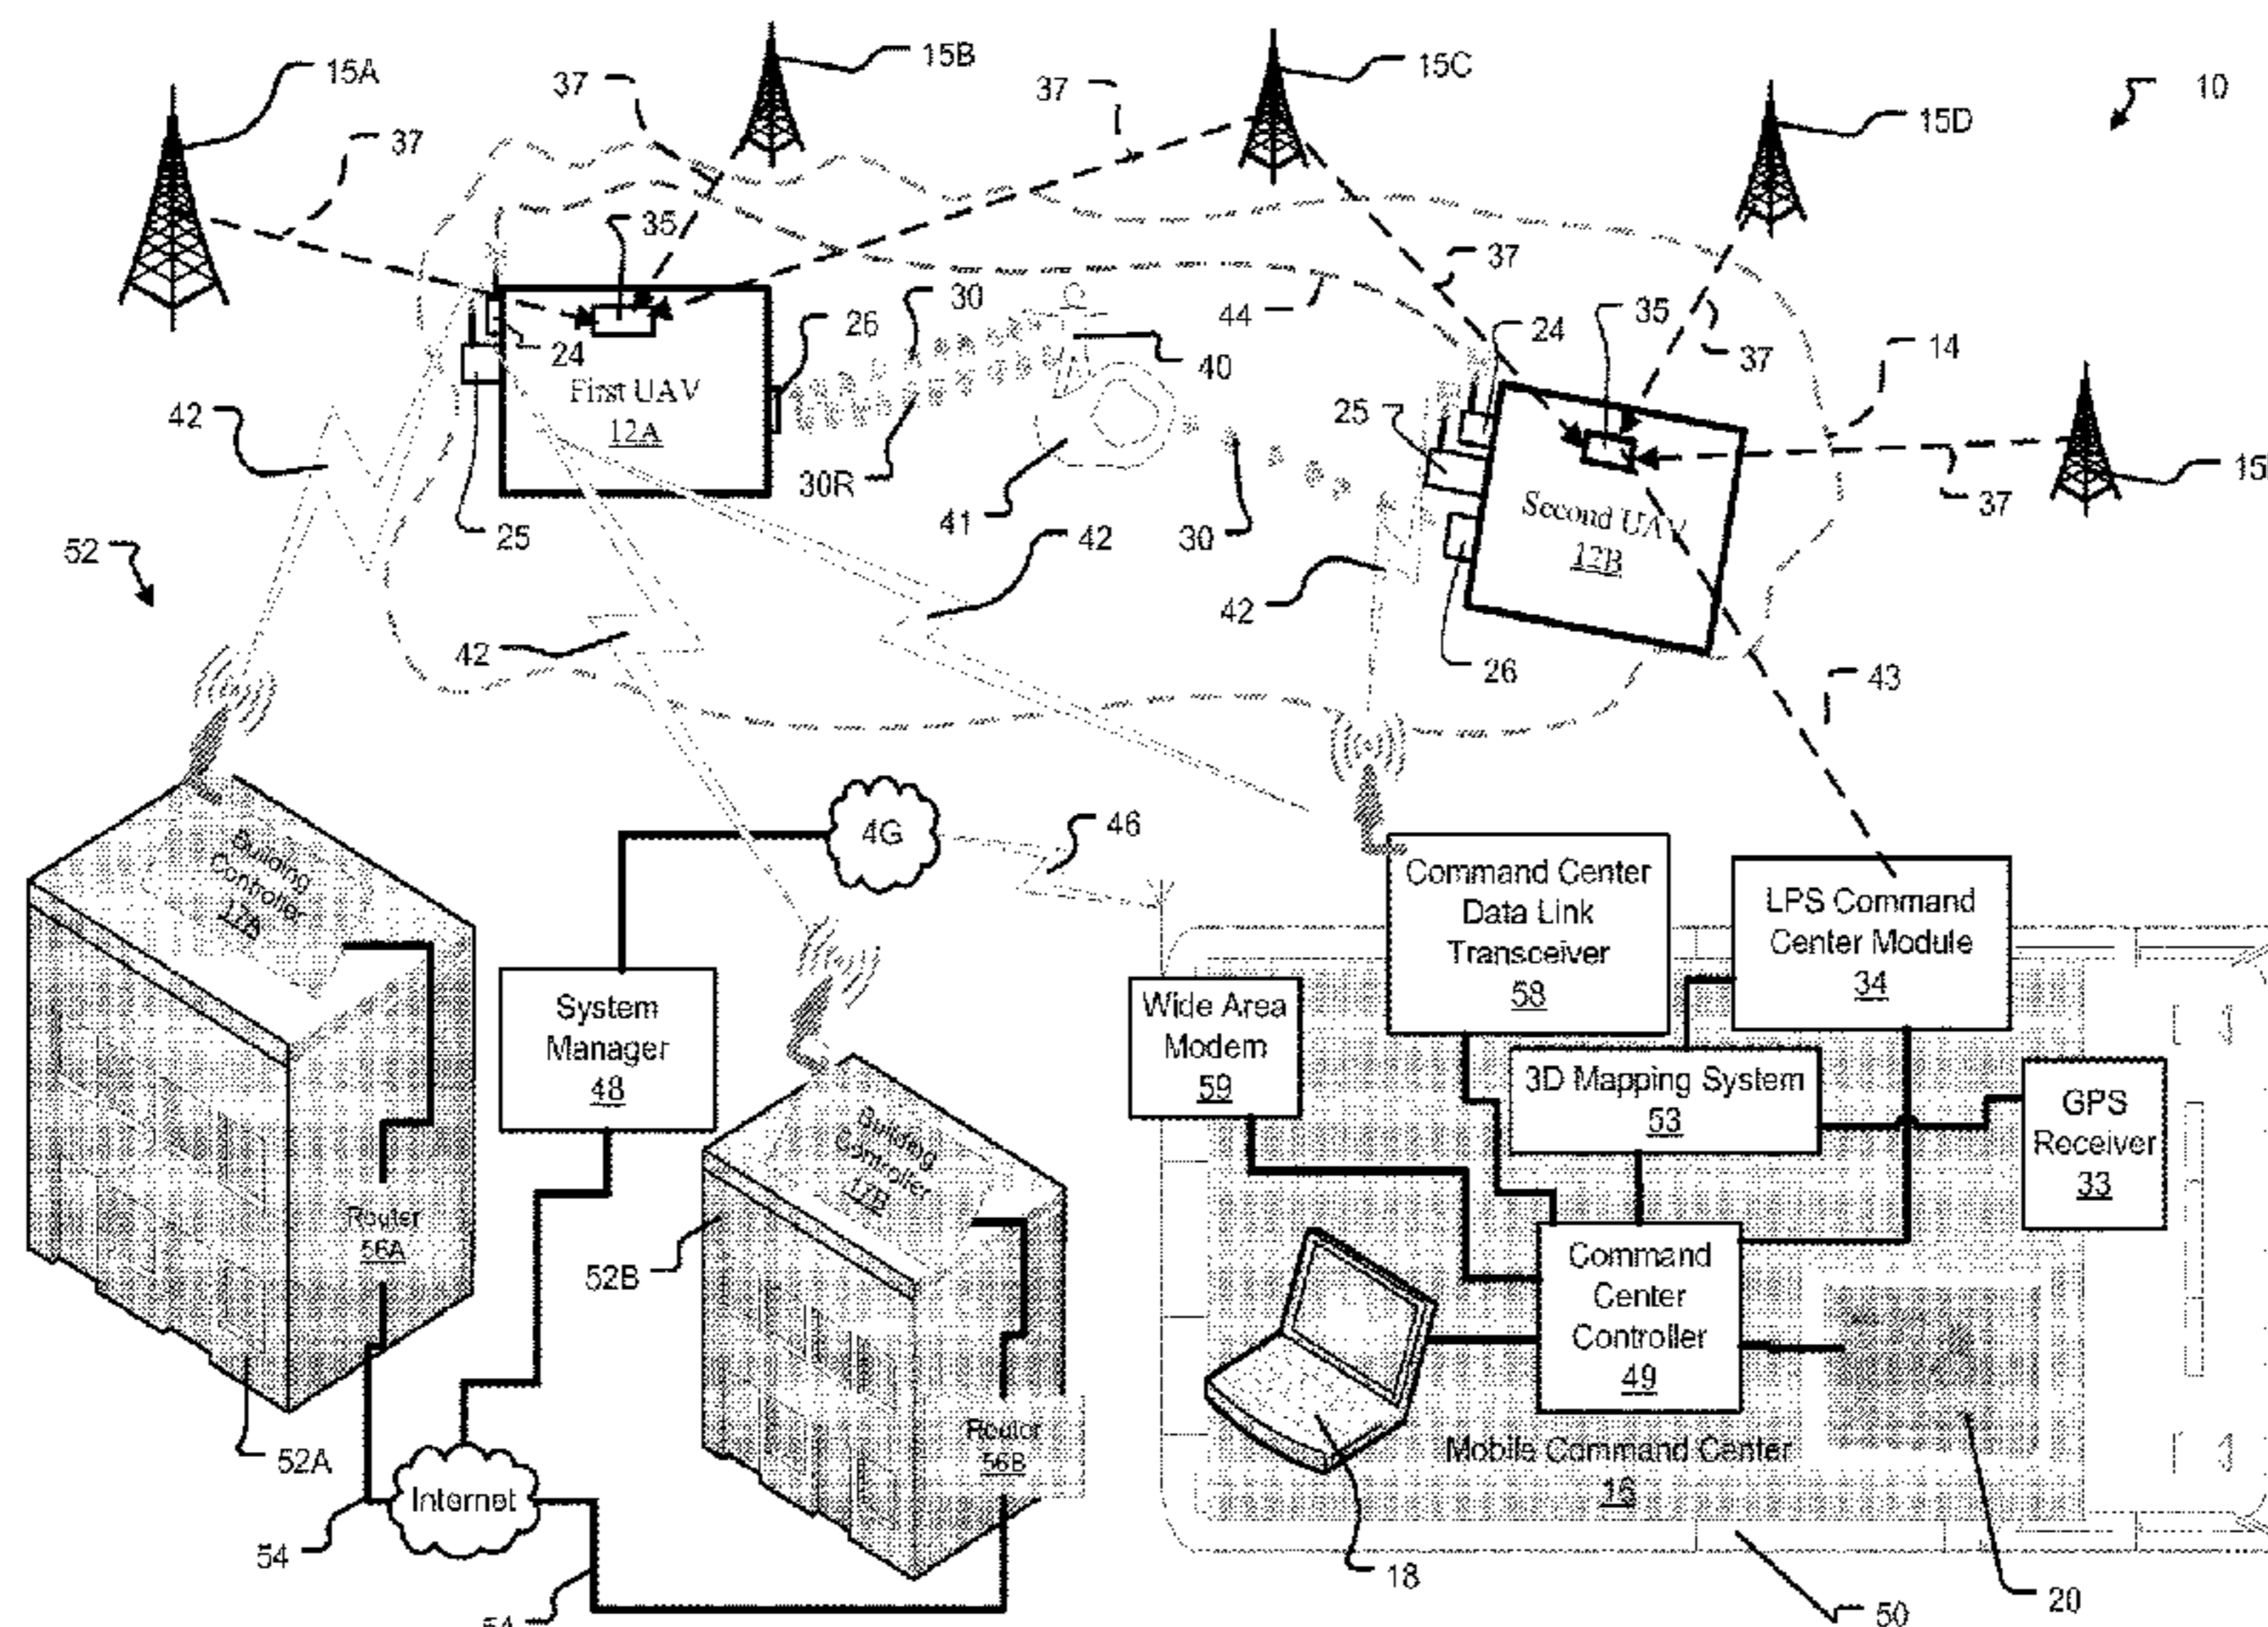 15A
15B
15C
15D
10
37
37
37
35
37
35
37
14
44
24
26
30
40
24
First UAV
12A
25
30R
41
30
25
15
37
Second UAV
12B
42
42
42
42
26
52
43
4G
46
Building
Controller
System
Manager
48
Building
Controller
Router
56A
52B
52A
Internet
54
54
Router
56B
Command Center
Data Link
Transceiver
58
LPS Command
Center Module
34
Wide Area
Modem
59
3D Mapping System
53
GPS
Receiver
33
Command
Center
Controller
49
Mobile Command Center
18
50
20